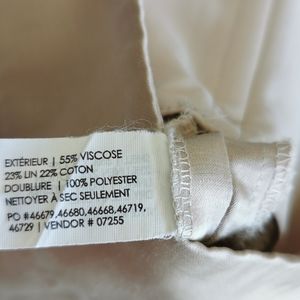 EXTÉRIEUR | 55% VISCOSE
23% LIN 22% COTON
DOUBLURE | 100% POLYESTER
NETTOYER À SEC SEULEMENT
PO #46679,46680,46668,46719,
46729 | VENDOR # 07255